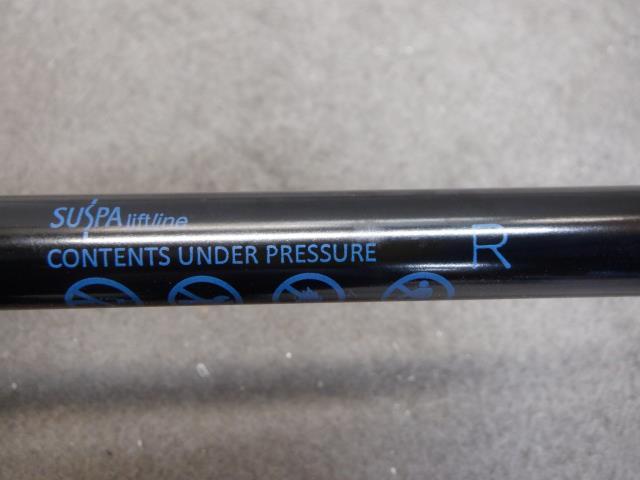 SUSPA liftline
CONTENTS UNDER PRESSURE
R